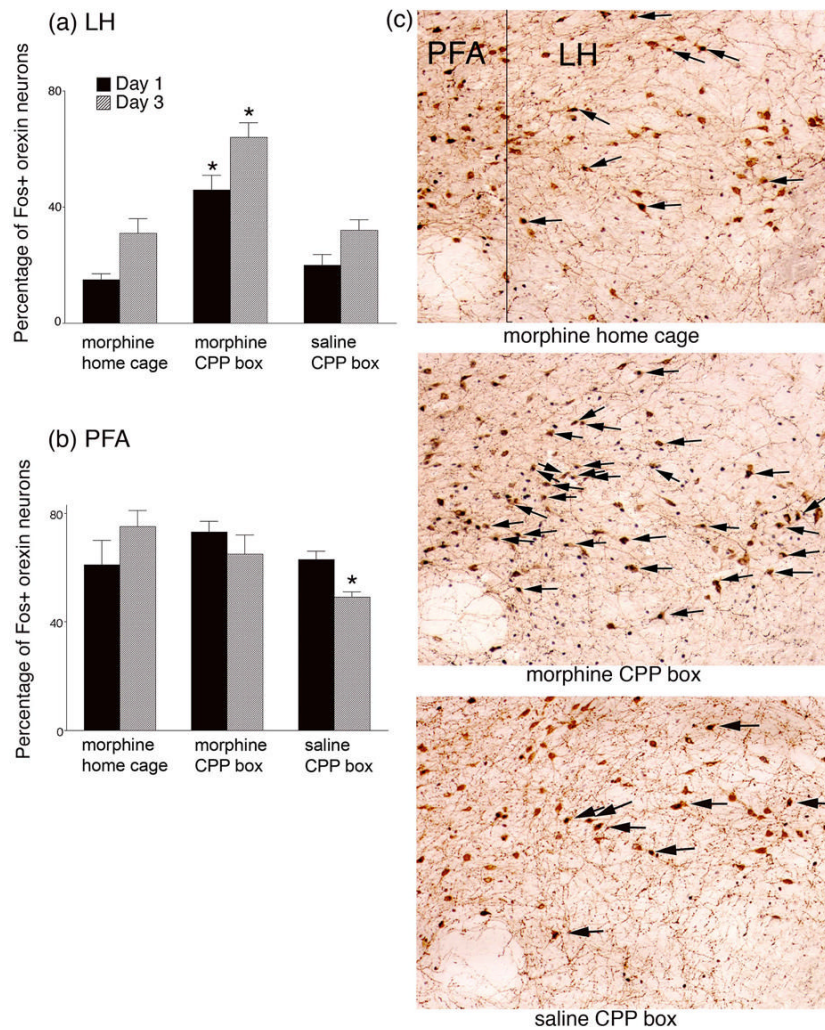 (a) LH
Percentage of Fos+ orexin neurons
80
40
0
Day 1
Day 3
*
*
morphine
home cage
morphine
CPP box
saline
CPP box
(b) PFA
Percentage of Fos+ orexin neurons
80
40
0
*
morphine
home cage
morphine
CPP box
saline
CPP box
(c)
PFA
LH
morphine home cage
morphine CPP box
saline CPP box